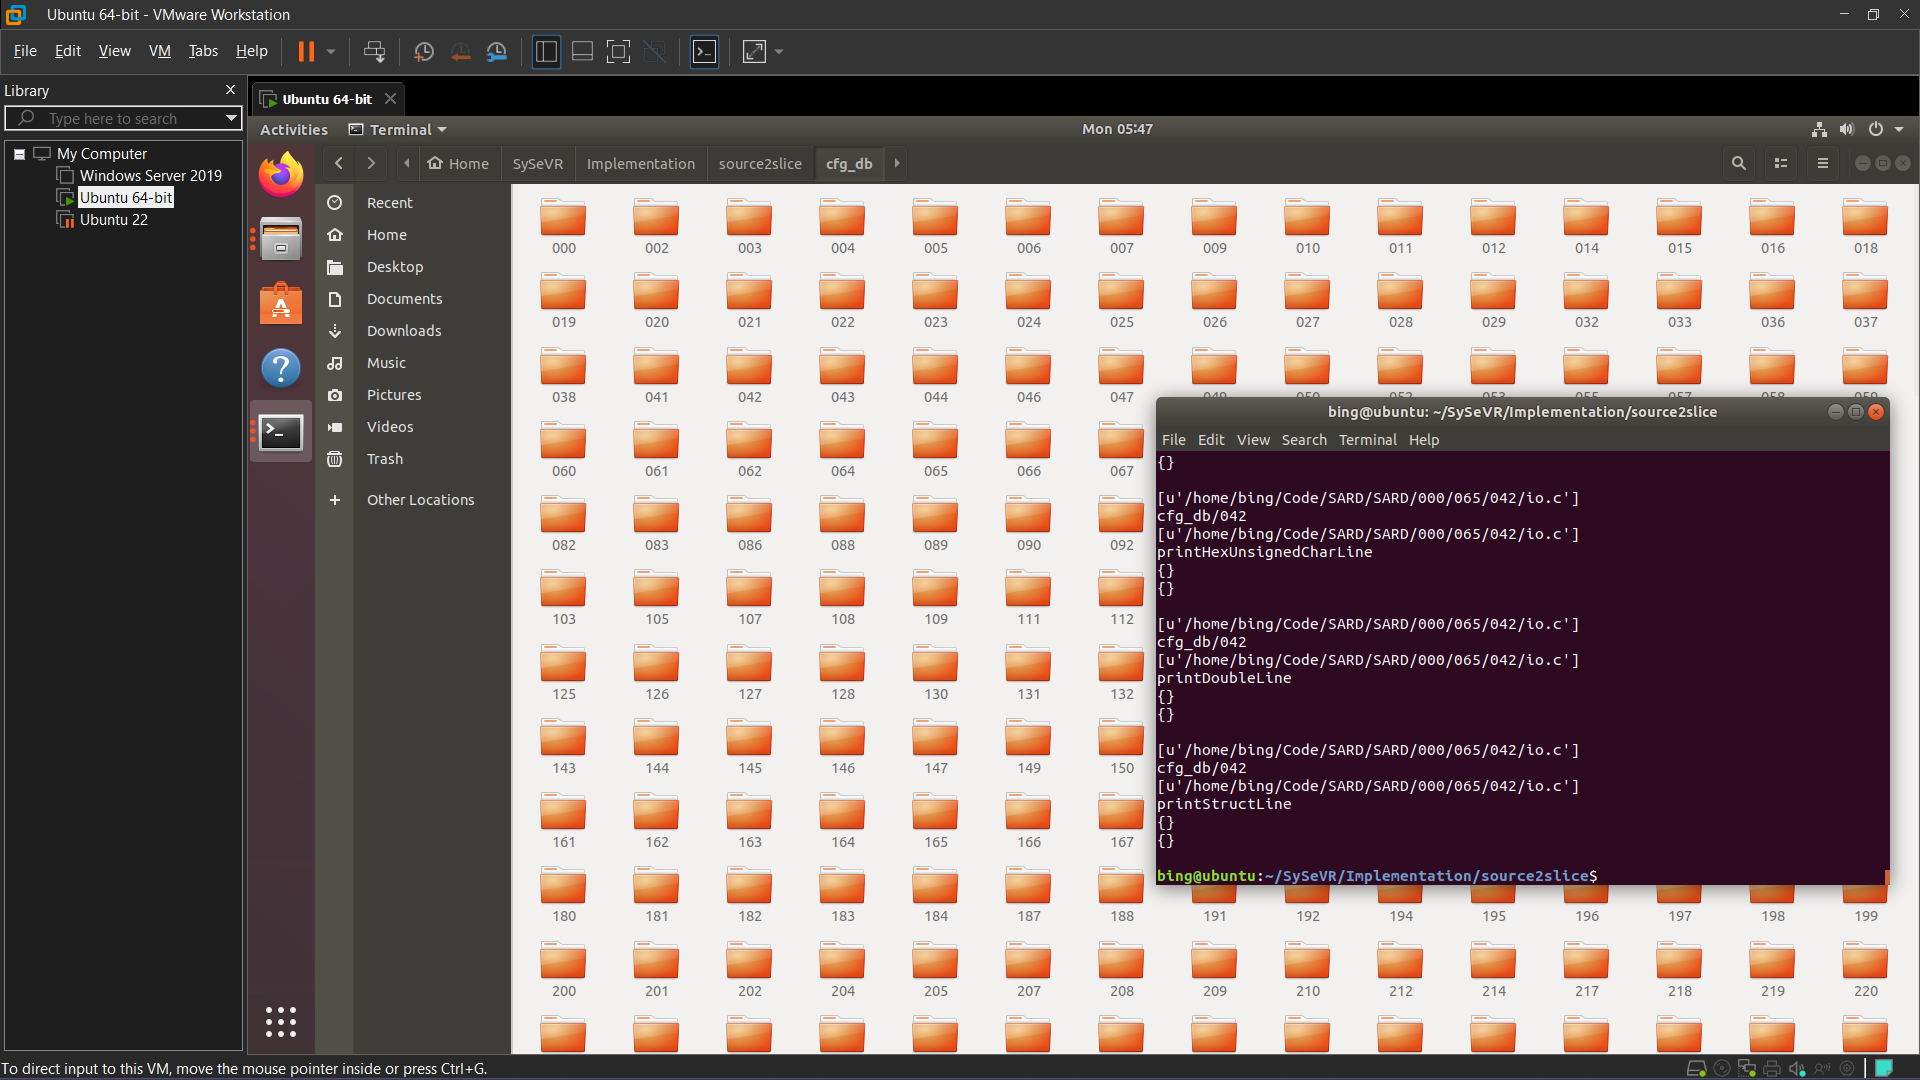 Ubuntu 64-bit - VMware Workstation
File Edit View VM Tabs Help
Library
Type here to search
My Computer
Windows Server 2019
Ubuntu 64-bit
Ubuntu 22
Ubuntu 64-bit
Activities Terminal Mon 05:47
Home SySeVR Implementation source2slice cfg_db
Recent
Home
Desktop
Documents
Downloads
Music
Pictures
Videos
Trash
Other Locations
000 002 003 004 005 006 007 009 010 011 012 014 015 016 018
019 020 021 022 023 024 025 026 027 028 029 032 033 036 037
038 041 042 043 044 046 047
060 061 062 064 065 066 067
082 083 086 088 089 090 092
103 105 107 108 109 111 112
125 126 127 128 130 131 132
143 144 145 146 147 149 150
161 162 163 164 165 166 167
180 181 182 183 184 187 188 191 192 194 195 196 197 198 199
200 201 202 204 205 207 208 209 210 212 214 217 218 219 220
bing@ubuntu: ~/SySeVR/Implementation/source2slice
File Edit View Search Terminal Help
{}
[u'/home/bing/Code/SARD/SARD/000/065/042/io.c']
cfg_db/042
[u'/home/bing/Code/SARD/SARD/000/065/042/io.c']
printHexUnsignedCharLine
{}
{}
[u'/home/bing/Code/SARD/SARD/000/065/042/io.c']
cfg_db/042
[u'/home/bing/Code/SARD/SARD/000/065/042/io.c']
printDoubleLine
{}
{}
[u'/home/bing/Code/SARD/SARD/000/065/042/io.c']
cfg_db/042
[u'/home/bing/Code/SARD/SARD/000/065/042/io.c']
printStructLine
{}
{}
bing@ubuntu:~/SySeVR/Implementation/source2slice$
To direct input to this VM, move the mouse pointer inside or press Ctrl+G.